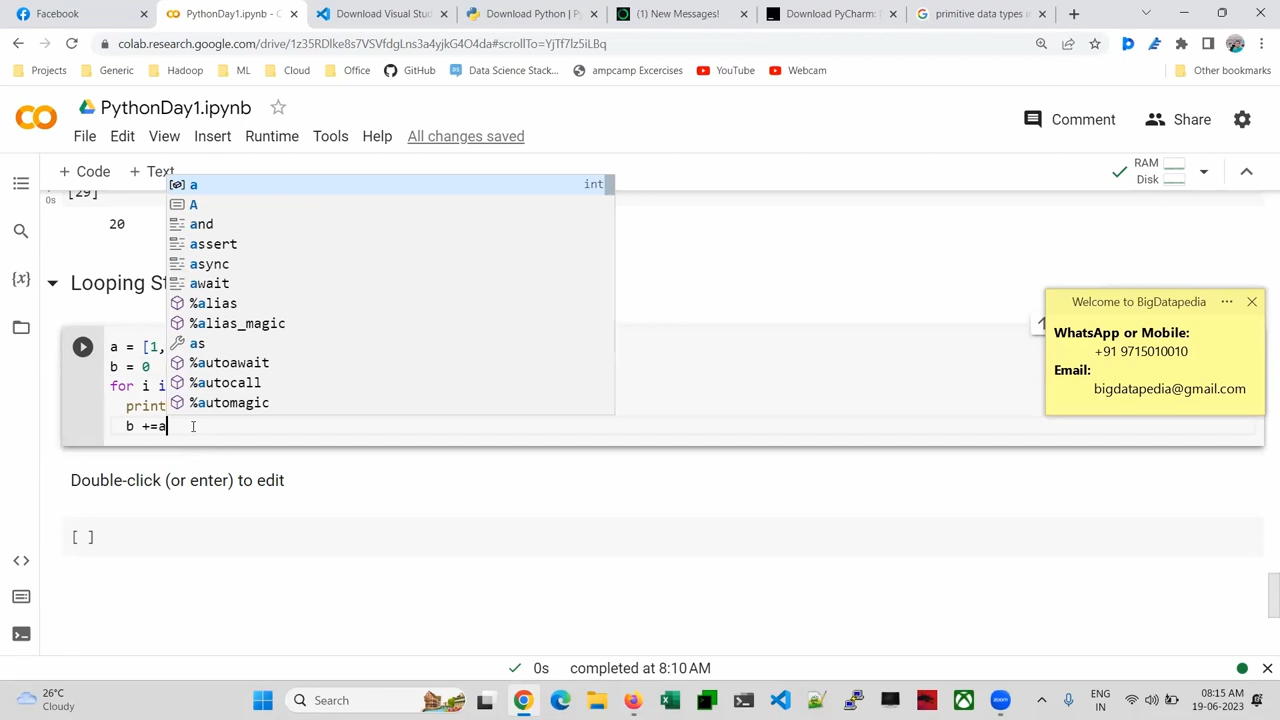 Facebook
PythonDay1.ipynb - C
Download Visual Stud
Download Python | Py
(1) New Messages!
Download PyCharm
primitive data types i
colab.research.google.com/drive/1z35RDIke8s7VSVfdgLns3a4yjkG4O4da#scrollTo=YjTf7lz5iLBq
Projects
Generic
Hadoop
ML
Cloud
Office
GitHub
Data Science Stack...
ampcamp Excercises
YouTube
Webcam
Other bookmarks
CO
PythonDay1.ipynb
File Edit View Insert Runtime Tools Help All changes saved
Comment
Share
+ Code + Text
RAM
Disk
[29]
0s
20
Looping St
a int
A
and
assert
async
await
%alias
%alias_magic
as
%autoawait
%autocall
%automagic
a = [1,
b = 0
for i i
print
b +=a
Welcome to BigDatapedia
WhatsApp or Mobile:
+91 9715010010
Email:
bigdatapedia@gmail.com
Double-click (or enter) to edit
[ ]
0s completed at 8:10 AM
26°C
Cloudy
Search
ENG
IN
08:15 AM
19-06-2023